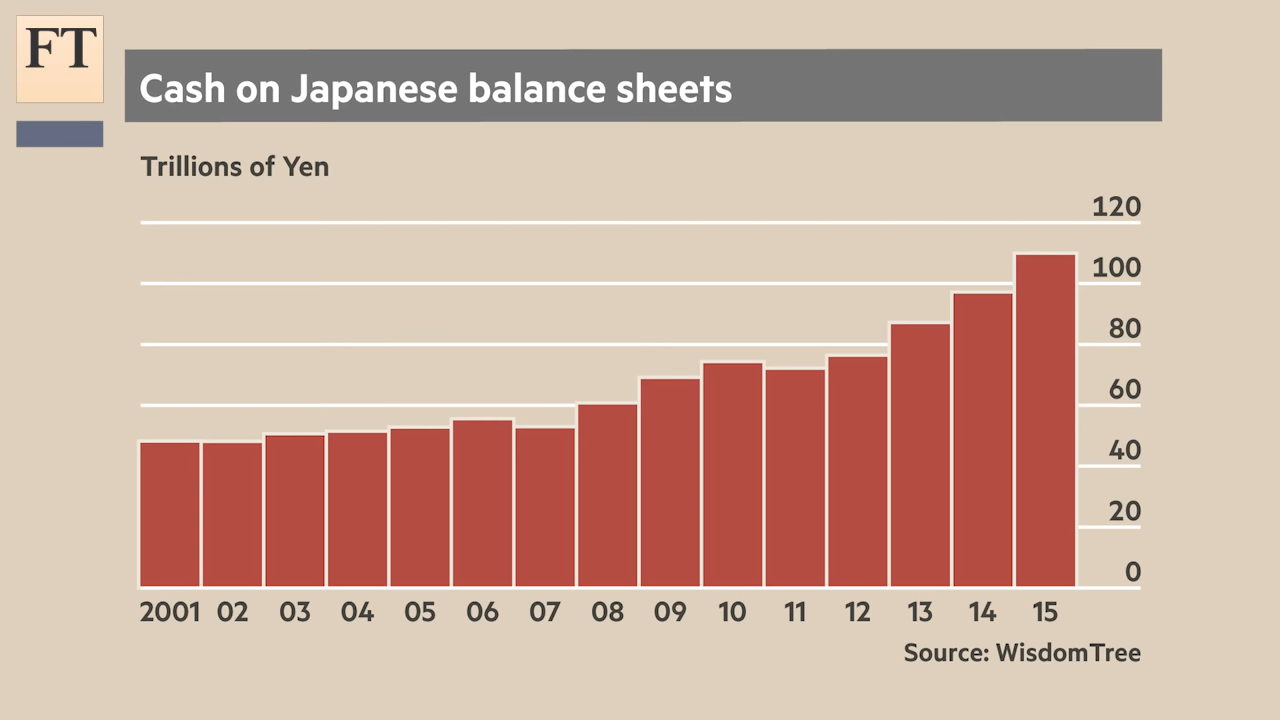 FT
Cash on Japanese balance sheets
Trillions of Yen
120
100
80
60
40
20
0
2001 02 03 04 05 06 07 08 09 10 11 12 13 14 15
Source: WisdomTree